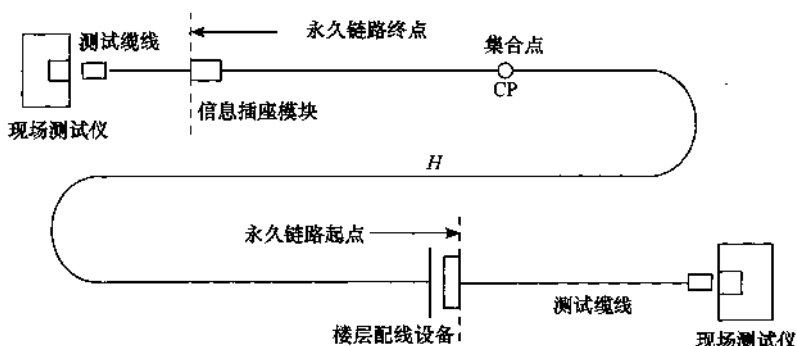 测试缆线
永久链路终点
集合点
CP
信息插座模块
现场测试仪
H
永久链路起点
测试缆线
楼层配线设备
现场测试仪